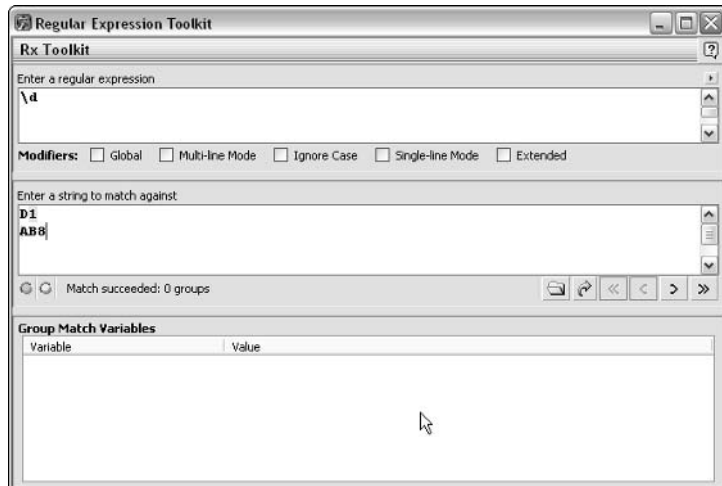 Regular Expression Toolkit
Rx Toolkit
Enter a regular expression
\d
Modifiers: Global Multi-line Mode Ignore Case Single-line Mode Extended
Enter a string to match against
D1
AB8
Match succeeded: 0 groups
Group Match Variables
Variable Value